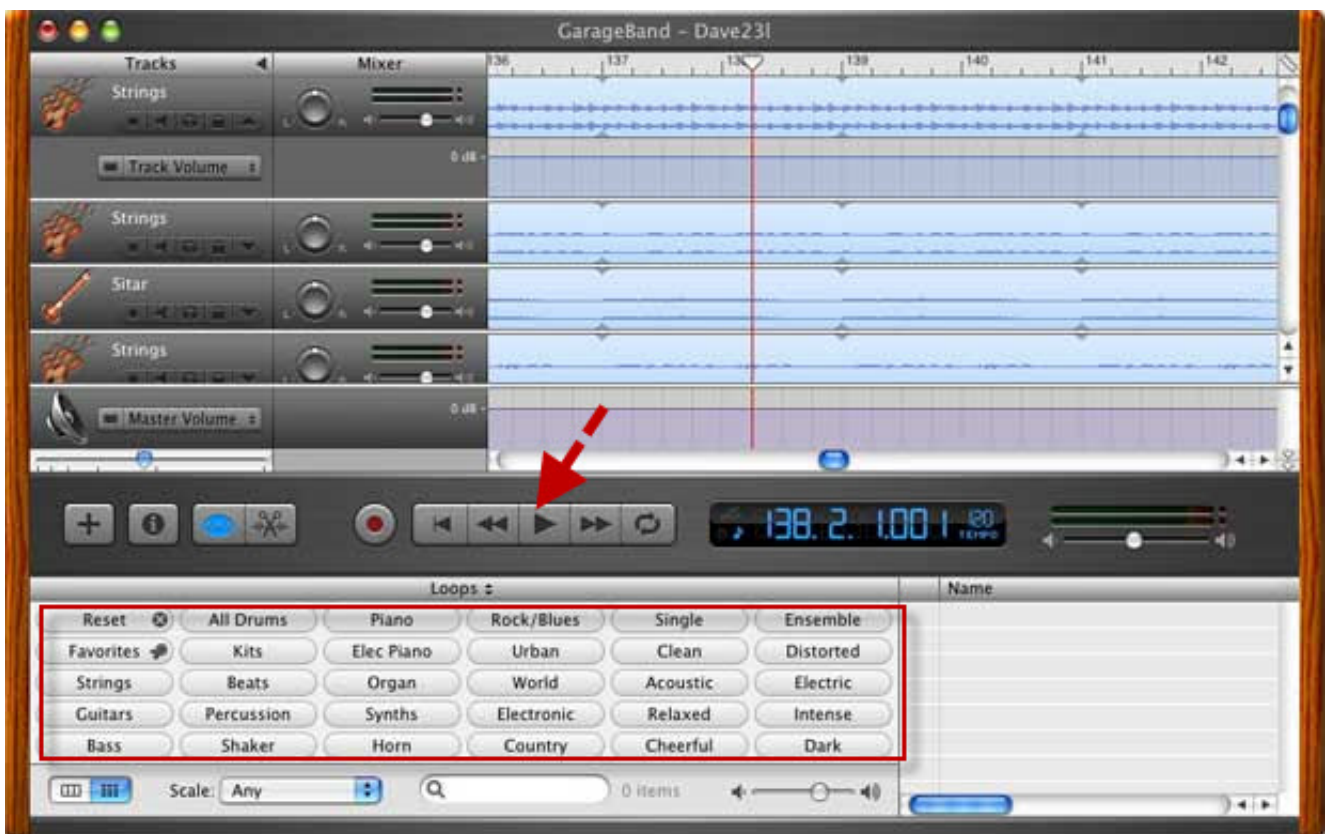 GarageBand – Dave23l
Tracks Mixer 136 137 139 140 141 142
Strings
Track Volume 0 dB
Strings
L R
Sitar
L R
Strings
Master Volume 0 dB
138. 2. 1.001 120
TEMPO
Loops Name
Reset All Drums Piano Rock/Blues Single Ensemble
Favorites Kits Elec Piano Urban Clean Distorted
Strings Beats Organ World Acoustic Electric
Guitars Percussion Synths Electronic Relaxed Intense
Bass Shaker Horn Country Cheerful Dark
Scale: Any 0 items